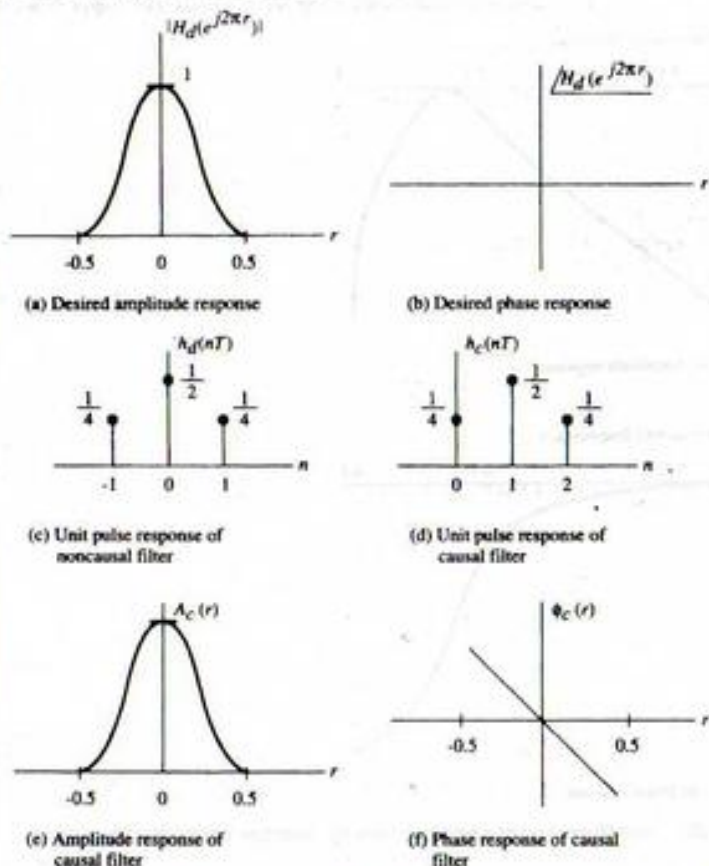 |H_d(e^{j2πr})|
1
-0.5 0 0.5 r
(a) Desired amplitude response
/H_d(e^{j2πr})
r
(b) Desired phase response
h_d(nT)
1/4 1/2 1/4
-1 0 1 n
(c) Unit pulse response of
noncausal filter
h_c(nT)
1/4 1/2 1/4
0 1 2 n
(d) Unit pulse response of
causal filter
A_c(r)
-0.5 0 0.5 r
(e) Amplitude response of
causal filter
ϕ_c(r)
-0.5 0.5 r
(f) Phase response of causal
filter